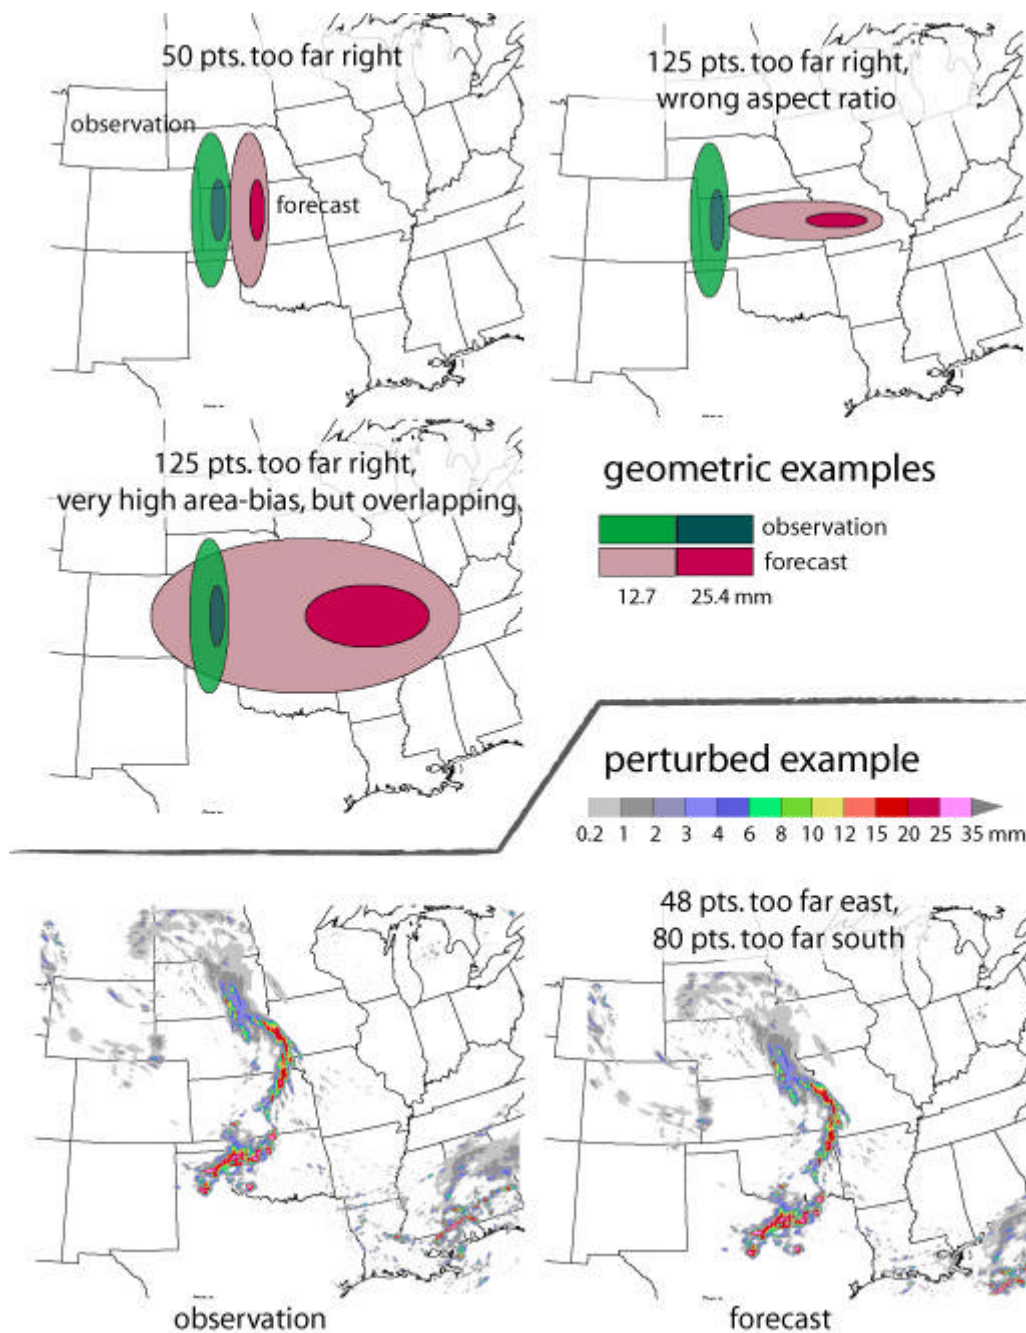 50 pts. too far right
observation
forecast
125 pts. too far right,
wrong aspect ratio
125 pts. too far right,
very high area-bias, but overlapping
geometric examples
observation
forecast
12.7 25.4 mm
perturbed example
0.2 1 2 3 4 6 8 10 12 15 20 25 35 mm
48 pts. too far east,
80 pts. too far south
observation
forecast